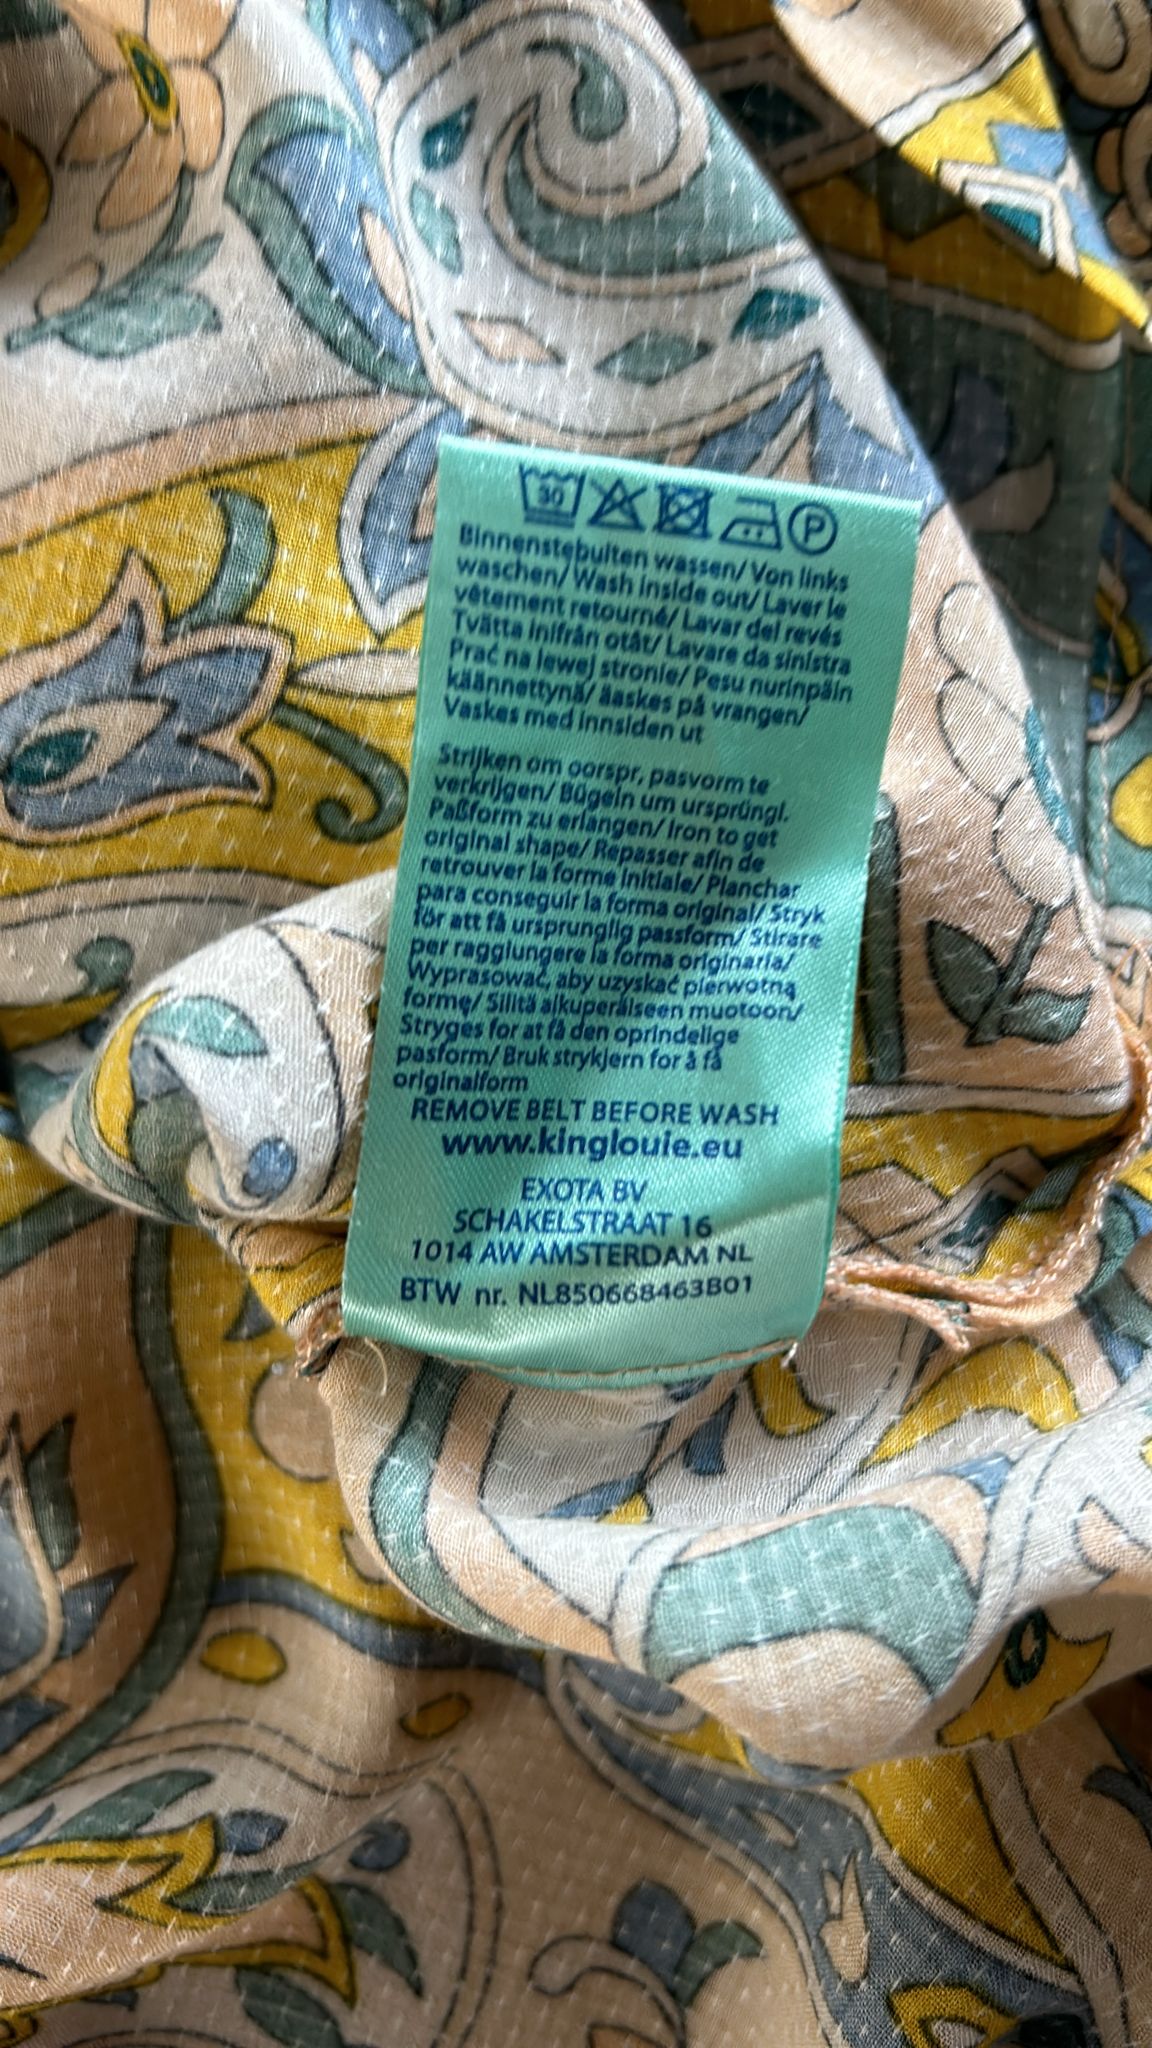 30 P
Binnenstebuiten wassen/ Von links
waschen/ Wash inside out/ Laver le
vêtement retourné/ Lavar del revés
Tvätta inifrån otåt/ Lavare da sinistra
Prać na lewej stronie/ Pesu nurinpäin
käännettynä/ äaskes på vrangen/
Vaskes med innsiden ut
Strijken om oorspr, pasvorm te
verkrijgen/ Bügeln um ursprüngl.
Paßform zu erlangen/ Iron to get
original shape/ Repasser afin de
retrouver la forme initiale/ Planchar
para conseguir la forma original/ Stryk
för att få ursprunglig passform/ Stirare
per raggiungere la forma originaria/
Wyprasować, aby uzyskać pierwotną
formę/ Silitä alkuperäiseen muotoon/
Stryges for at få den oprindelige
pasform/ Bruk strykjern for å få
originalform
REMOVE BELT BEFORE WASH
www.kinglouie.eu
EXOTA BV
SCHAKELSTRAAT 16
1014 AW AMSTERDAM NL
BTW nr. NL850668463B01